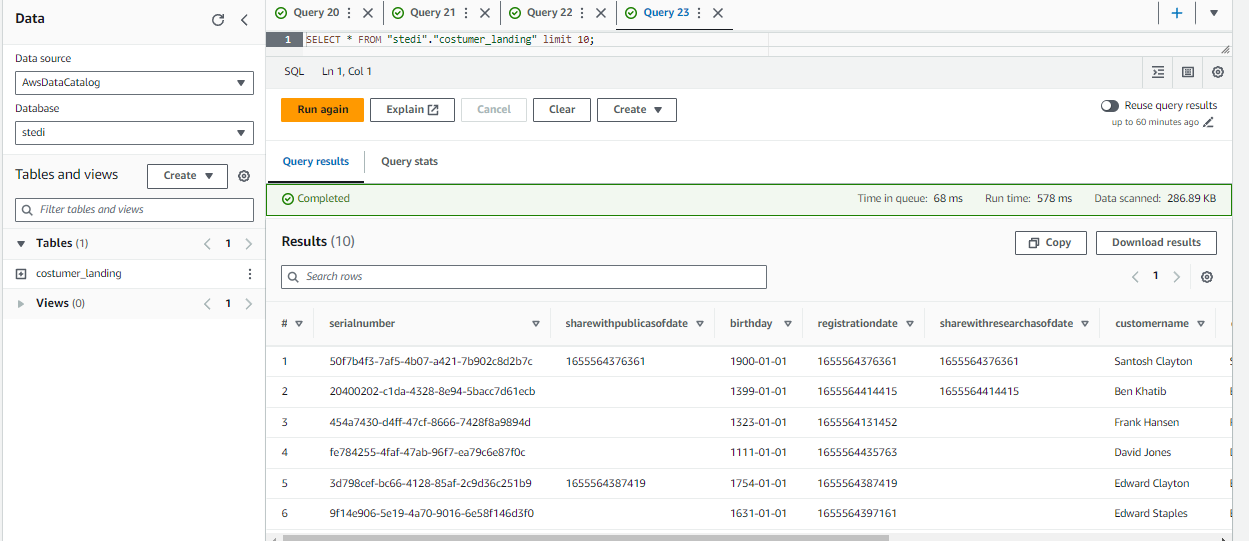 Data
Data source
AwsDataCatalog
Database
stedi
Tables and views
Create
Filter tables and views
Tables (1)
1
costumer_landing
Views (0)
1
Query 20
Query 21
Query 22
Query 23
1 SELECT * FROM "stedi"."costumer_landing" limit 10;
SQL Ln 1, Col 1
Run again Explain Cancel Clear Create
Reuse query results
up to 60 minutes ago
Query results Query stats
Completed Time in queue: 68 ms Run time: 578 ms Data scanned: 286.89 KB
Results (10) Copy Download results
Search rows 1
# serialnumber sharewithpublicasofdate birthday registrationdate sharewithresearchasofdate customername
1 50f7b4f3-7af5-4b07-a421-7b902c8d2b7c 1655564376361 1900-01-01 1655564376361 1655564376361 Santosh Clayton
2 20400202-c1da-4328-8e94-5bacc7d61ecb 1399-01-01 1655564414415 1655564414415 Ben Khatib
3 454a7430-d4ff-47cf-8666-7428f8a9894d 1323-01-01 1655564131452 Frank Hansen
4 fe784255-4faf-47ab-96f7-ea79c6e87f0c 1111-01-01 1655564435763 David Jones
5 3d798cef-bc66-4128-85af-2c9d36c251b9 1655564387419 1754-01-01 1655564387419 Edward Clayton
6 9f14e906-5e19-4a70-9016-6e58f146d3f0 1631-01-01 1655564397161 Edward Staples